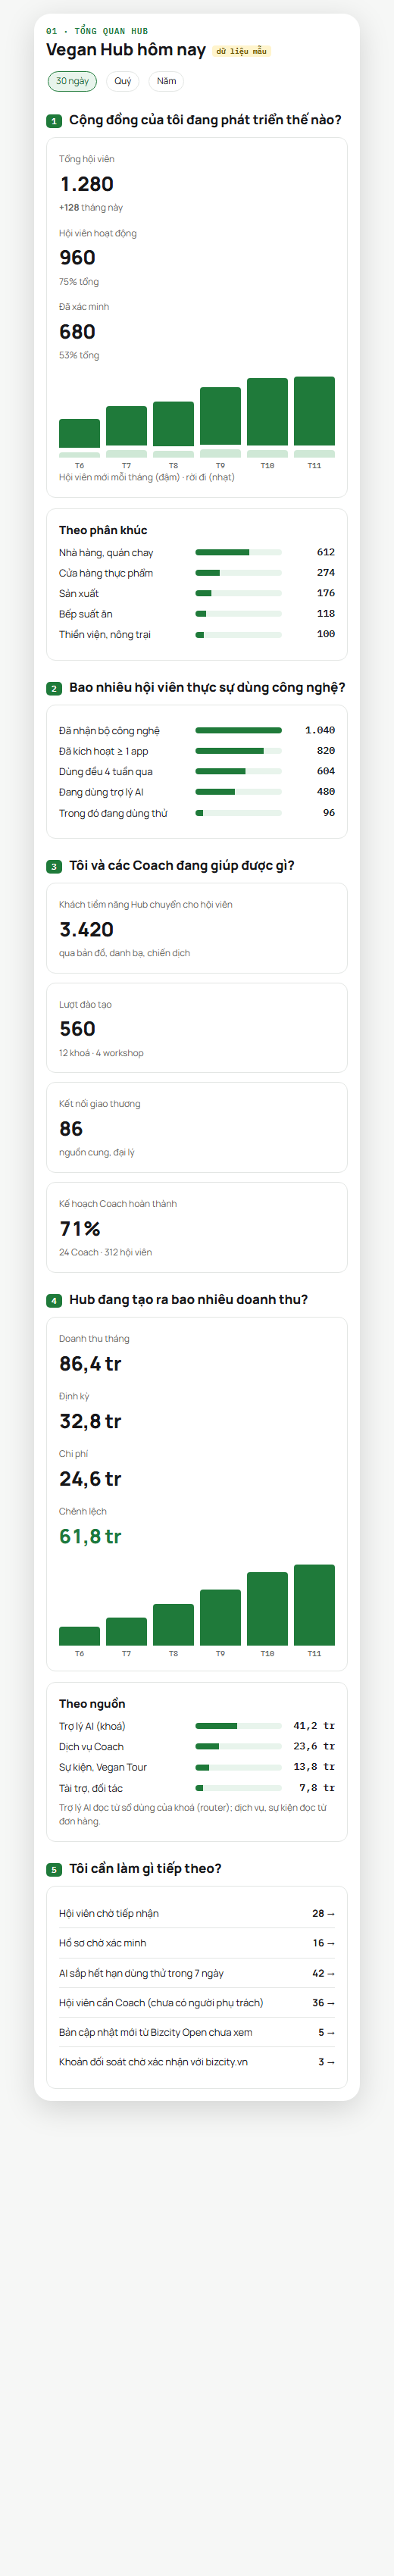 01 · TỔNG QUAN HUB
Vegan Hub hôm nay dữ liệu mẫu
30 ngày Quý Năm
1 Cộng đồng của tôi đang phát triển thế nào?
Tổng hội viên
1.280
+128 tháng này
Hội viên hoạt động
960
75% tổng
Đã xác minh
680
53% tổng
T6 T7 T8 T9 T10 T11
Hội viên mới mỗi tháng (đậm) · rời đi (nhạt)
Theo phân khúc
Nhà hàng, quán chay 612
Cửa hàng thực phẩm 274
Sản xuất 176
Bếp suất ăn 118
Thiền viện, nông trại 100
2 Bao nhiêu hội viên thực sự dùng công nghệ?
Đã nhận bộ công nghệ 1.040
Đã kích hoạt ≥ 1 app 820
Dùng đều 4 tuần qua 604
Đang dùng trợ lý AI 480
Trong đó đang dùng thử 96
3 Tôi và các Coach đang giúp được gì?
Khách tiềm năng Hub chuyển cho hội viên
3.420
qua bản đồ, danh bạ, chiến dịch
Lượt đào tạo
560
12 khoá · 4 workshop
Kết nối giao thương
86
nguồn cung, đại lý
Kế hoạch Coach hoàn thành
71%
24 Coach · 312 hội viên
4 Hub đang tạo ra bao nhiêu doanh thu?
Doanh thu tháng
86,4 tr
Định kỳ
32,8 tr
Chi phí
24,6 tr
Chênh lệch
61,8 tr
T6 T7 T8 T9 T10 T11
Theo nguồn
Trợ lý AI (khoá) 41,2 tr
Dịch vụ Coach 23,6 tr
Sự kiện, Vegan Tour 13,8 tr
Tài trợ, đối tác 7,8 tr
Trợ lý AI đọc từ sổ dùng của khoá (router); dịch vụ, sự kiện đọc từ
đơn hàng.
5 Tôi cần làm gì tiếp theo?
Hội viên chờ tiếp nhận 28 →
Hồ sơ chờ xác minh 16 →
AI sắp hết hạn dùng thử trong 7 ngày 42 →
Hội viên cần Coach (chưa có người phụ trách) 36 →
Bản cập nhật mới từ Bizcity Open chưa xem 5 →
Khoản đối soát chờ xác nhận với bizcity.vn 3 →